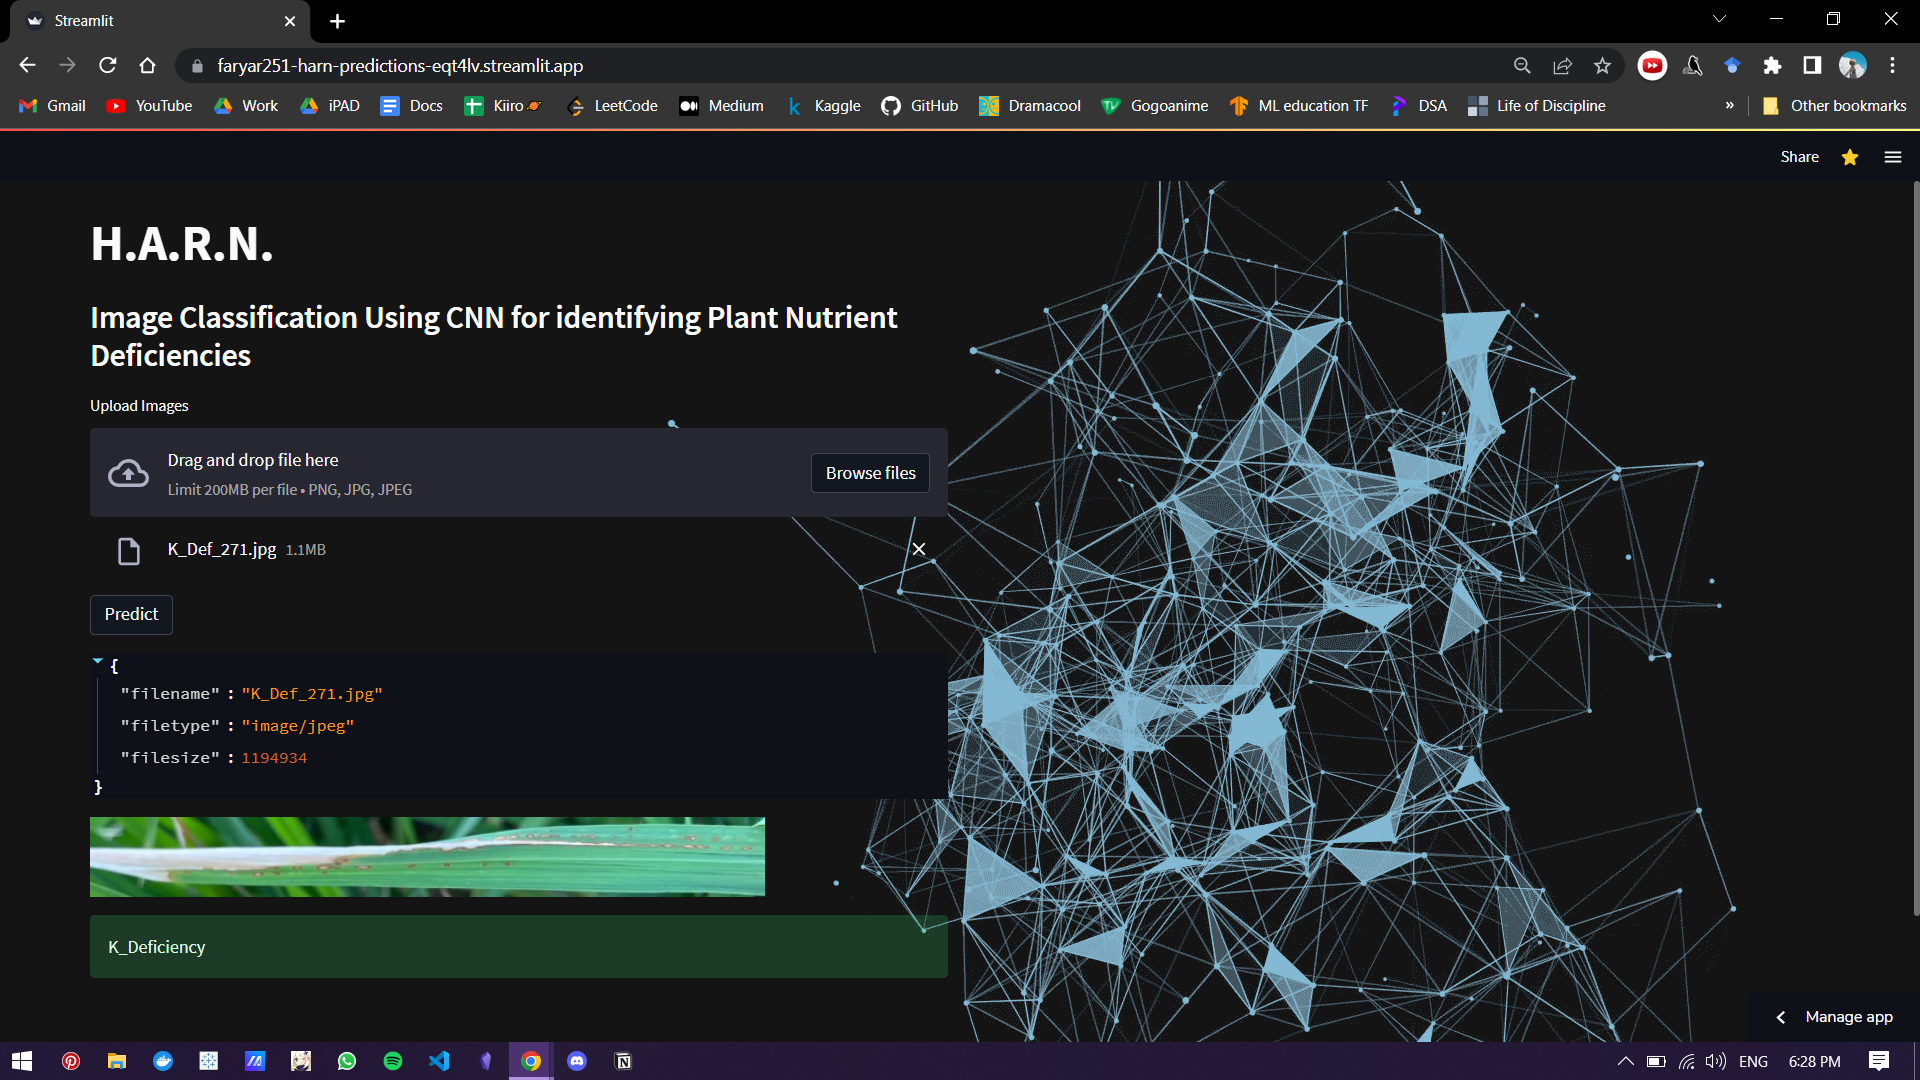 Streamlit
faryar251-harn-predictions-eqt4lv.streamlit.app
Gmail YouTube Work iPAD Docs Kiiro LeetCode Medium Kaggle GitHub Dramacool Gogoanime ML education TF DSA Life of Discipline » Other bookmarks
Share
H.A.R.N.
Image Classification Using CNN for identifying Plant Nutrient
Deficiencies
Upload Images
Drag and drop file here
Limit 200MB per file • PNG, JPG, JPEG
Browse files
K_Def_271.jpg 1.1MB
Predict
{
"filename" : "K_Def_271.jpg"
"filetype" : "image/jpeg"
"filesize" : 1194934
}
K_Deficiency
Manage app
ENG 6:28 PM